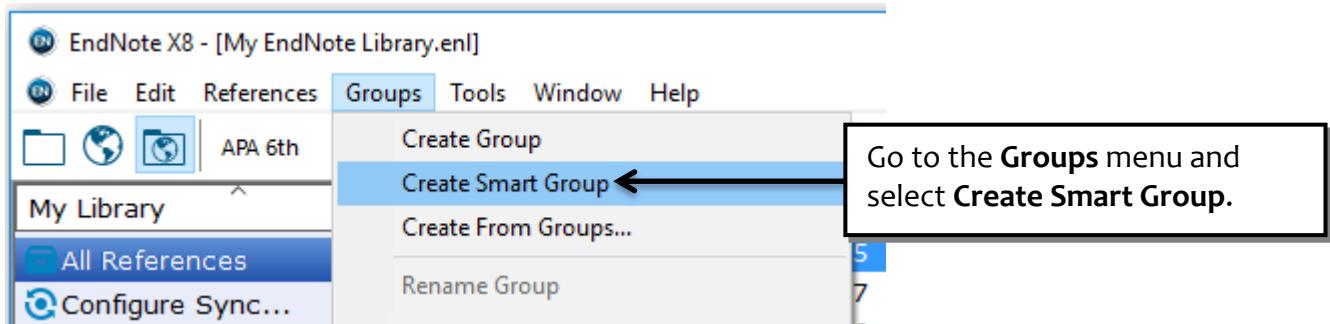 EndNote X8 - [My EndNote Library.enl]
File Edit References Groups Tools Window Help
APA 6th
Create Group
Create Smart Group
Create From Groups...
Rename Group
My Library
All References
Configure Sync...
5
7
Go to the Groups menu and
select Create Smart Group.